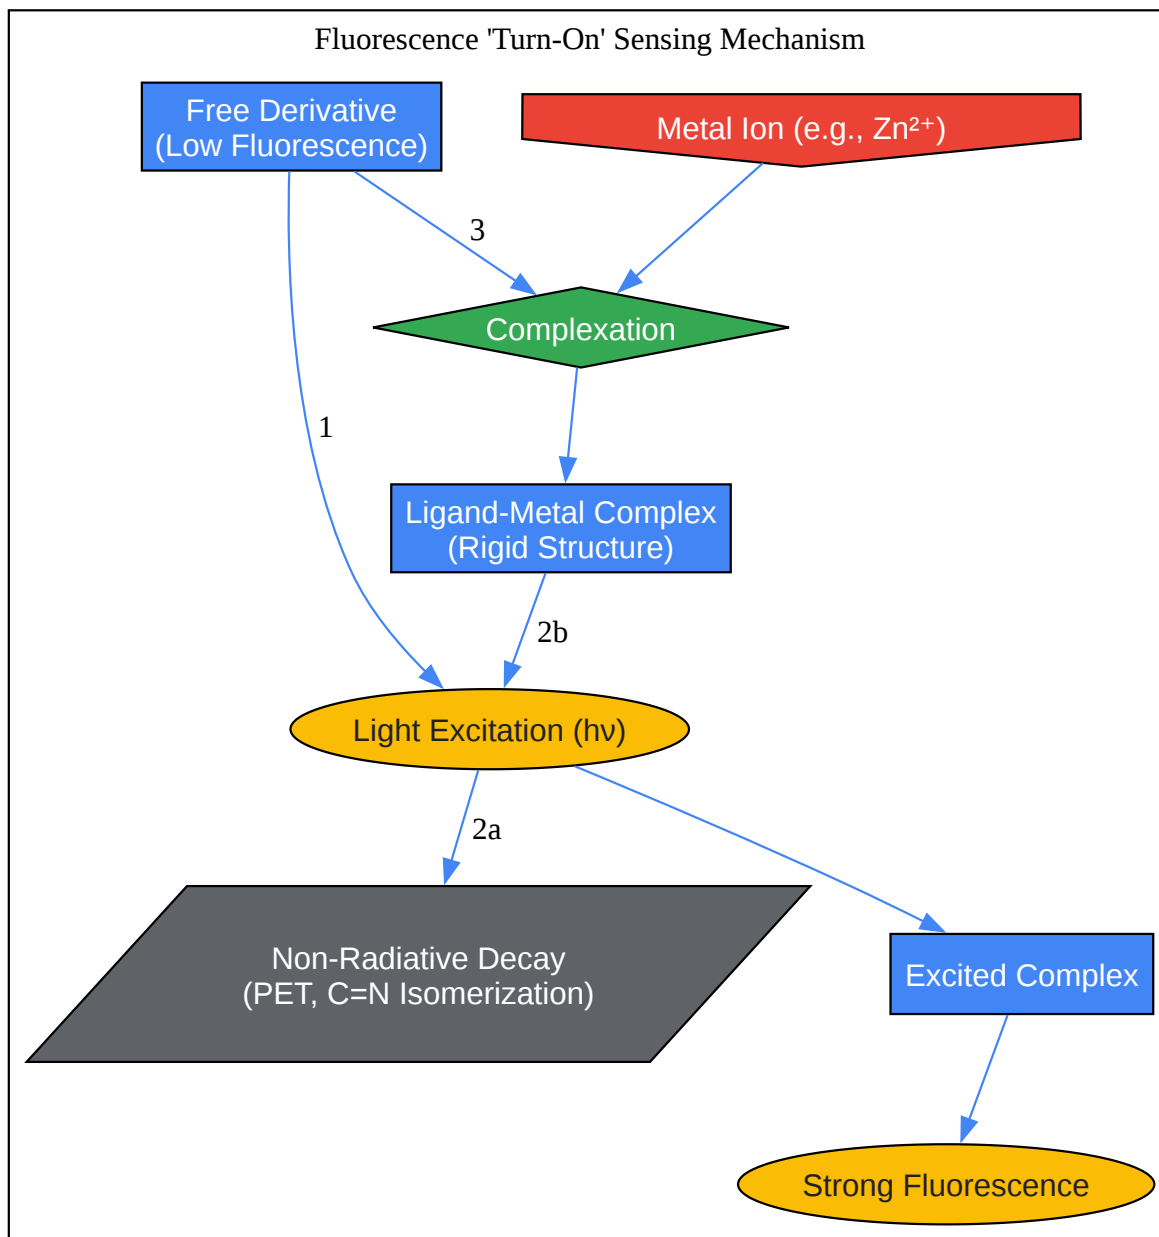 Fluorescence 'Turn-On' Sensing Mechanism
Free Derivative
(Low Fluorescence)
Metal Ion (e.g., Zn²⁺)
3
Complexation
1
Ligand-Metal Complex
(Rigid Structure)
2b
Light Excitation (hν)
2a
Non-Radiative Decay
(PET, C=N Isomerization)
Excited Complex
Strong Fluorescence